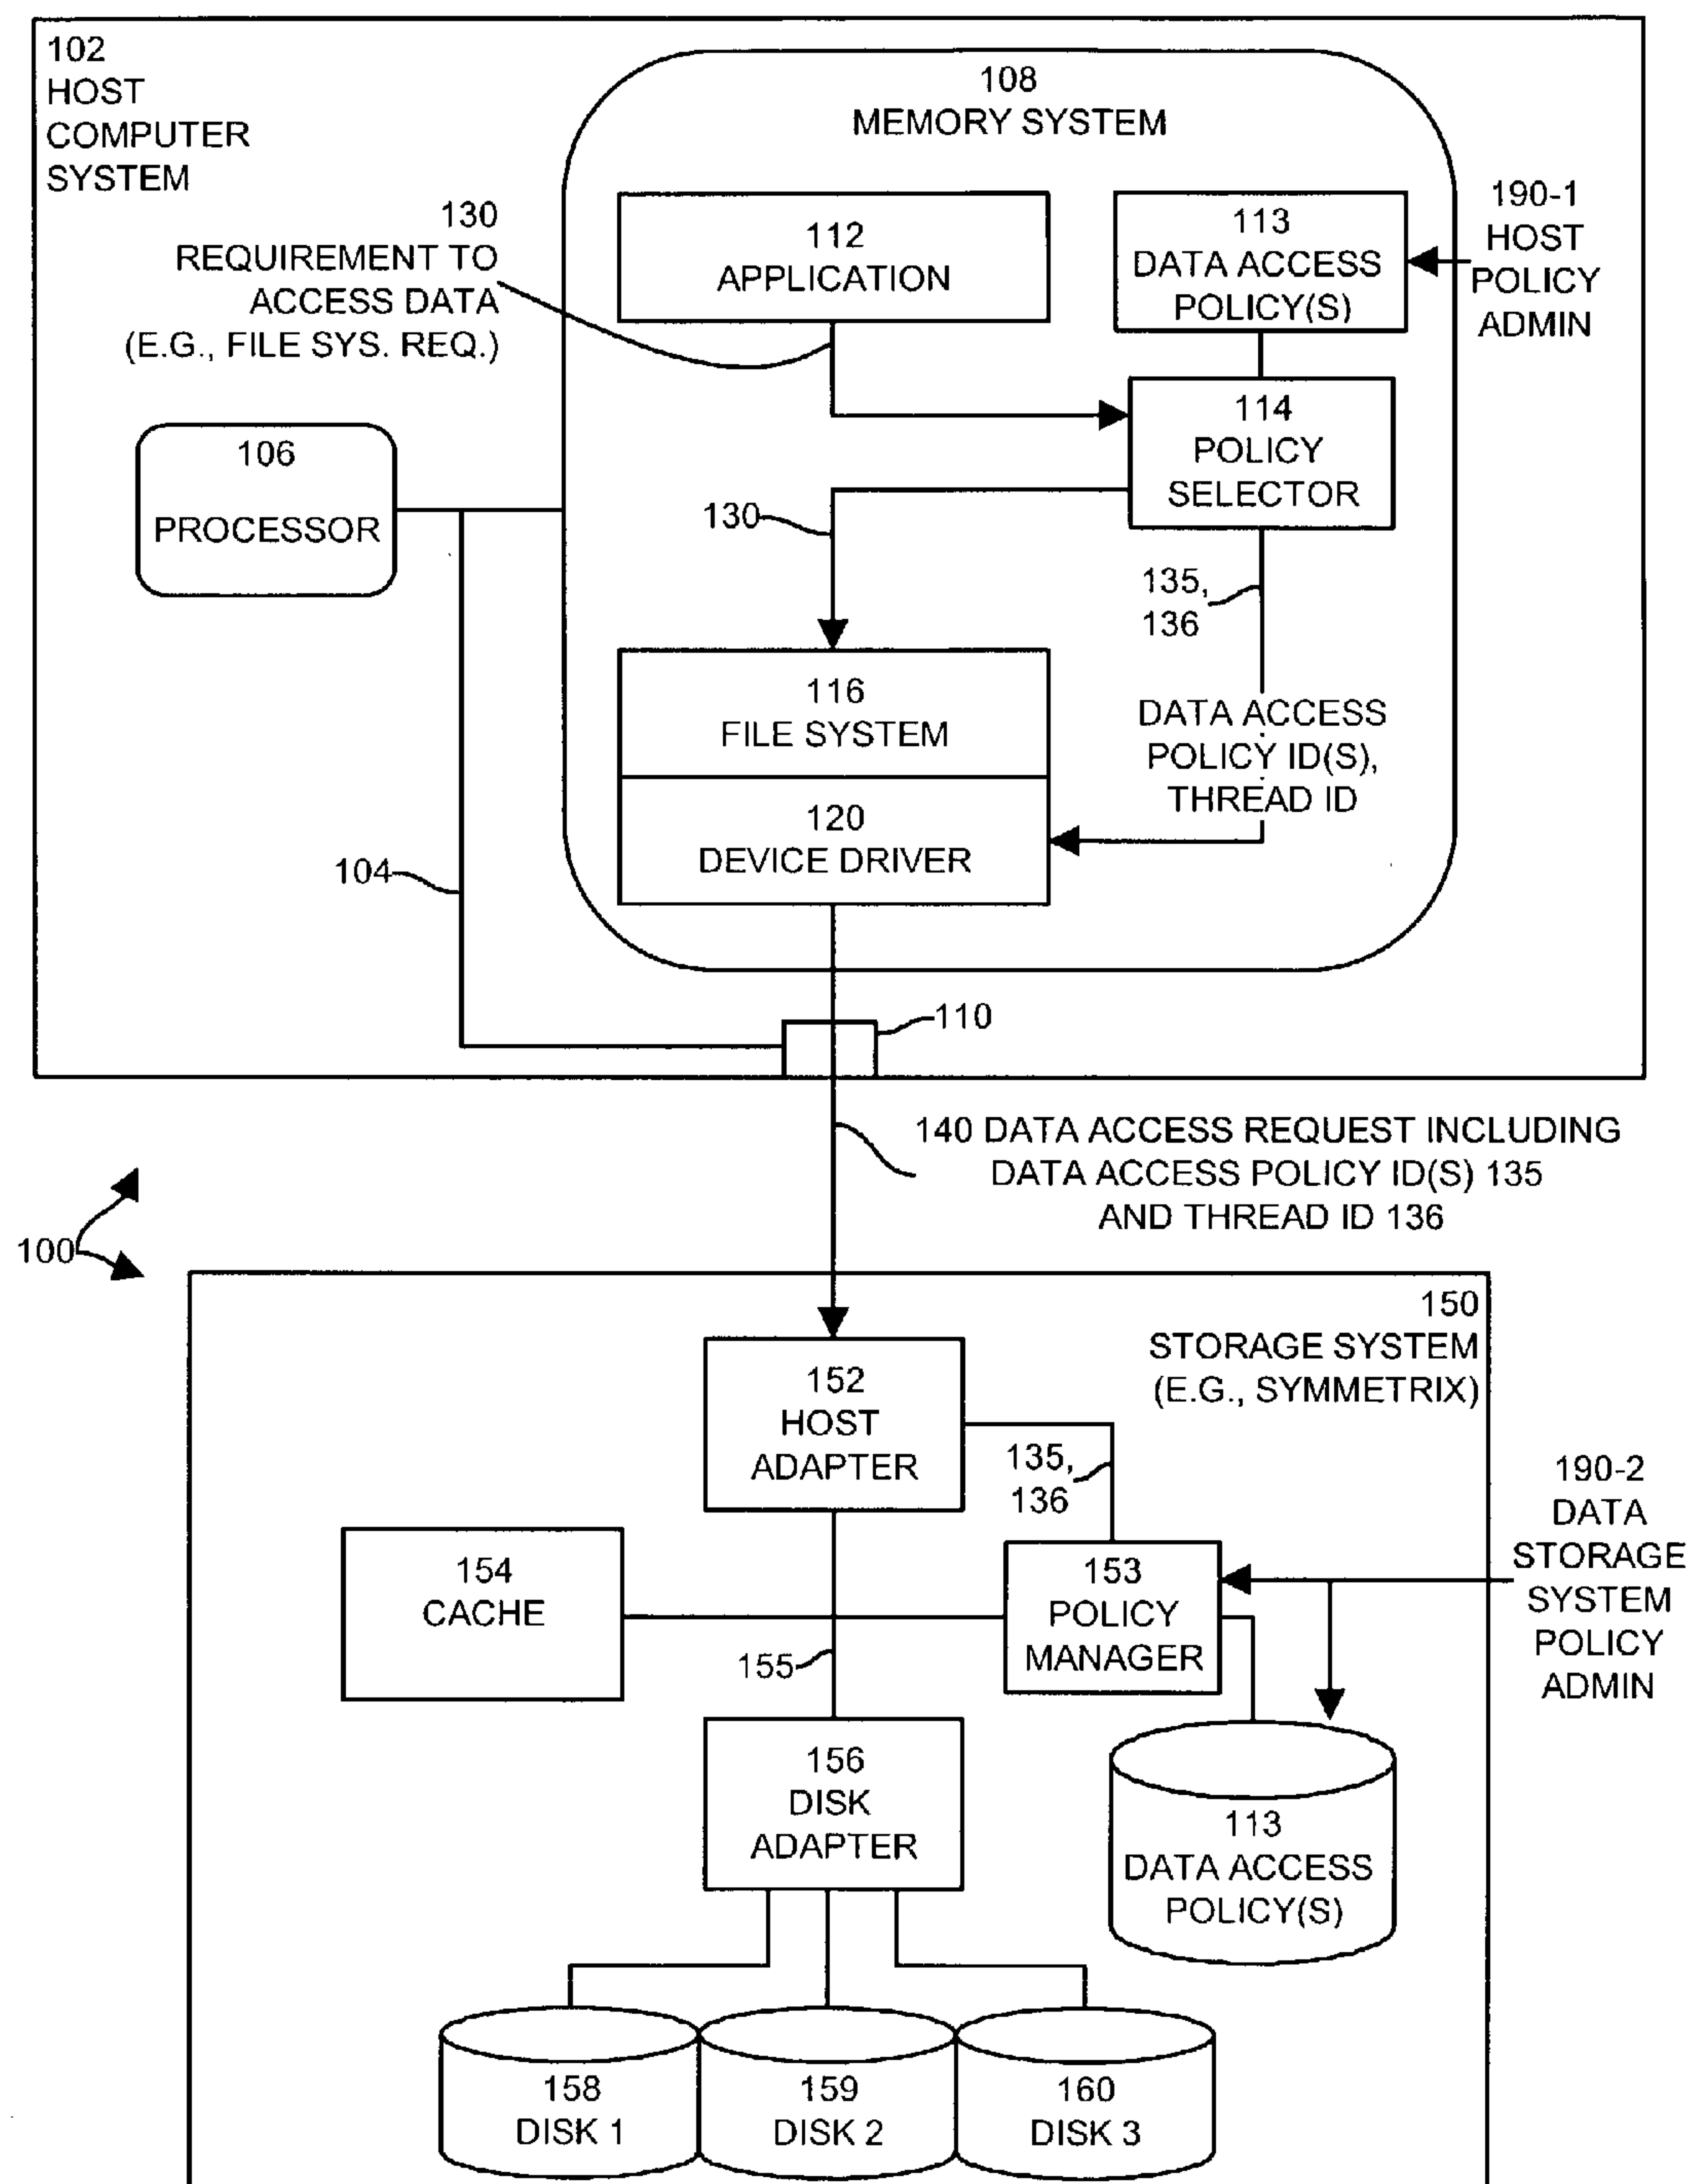 102
HOST
COMPUTER
SYSTEM
108
MEMORY SYSTEM
130
REQUIREMENT TO
ACCESS DATA
(E.G., FILE SYS. REQ.)
112
APPLICATION
113
DATA ACCESS
POLICY(S)
190-1
HOST
POLICY
ADMIN
106
PROCESSOR
114
POLICY
SELECTOR
130
135,
136
DATA ACCESS
POLICY ID(S),
THREAD ID
116
FILE SYSTEM
120
DEVICE DRIVER
104
110
140 DATA ACCESS REQUEST INCLUDING
DATA ACCESS POLICY ID(S) 135
AND THREAD ID 136
100
150
STORAGE SYSTEM
(E.G., SYMMETRIX)
152
HOST
ADAPTER
135,
136
190-2
DATA
STORAGE
SYSTEM
POLICY
ADMIN
154
CACHE
153
POLICY
MANAGER
155
156
DISK
ADAPTER
113
DATA ACCESS
POLICY(S)
158
DISK 1
159
DISK 2
160
DISK 3